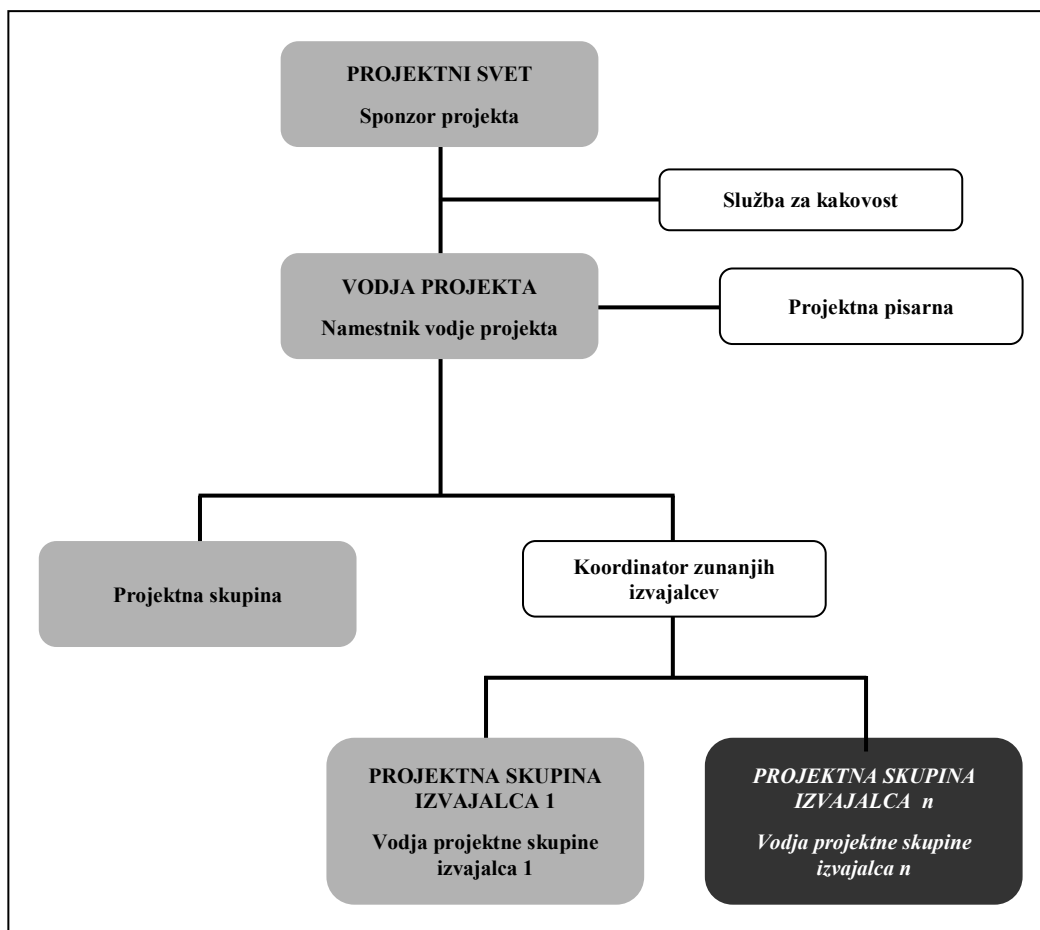 PROJEKTNI SVET
Sponzor projekta
Služba za kakovost
VODJA PROJEKTA
Namestnik vodje projekta
Projektna pisarna
Projektna skupina
Koordinator zunanjih
izvajalcev
PROJEKTNA SKUPINA
IZVAJALCA 1
Vodja projektne skupine
izvajalca 1
PROJEKTNA SKUPINA
IZVAJALCA n
Vodja projektne skupine
izvajalca n